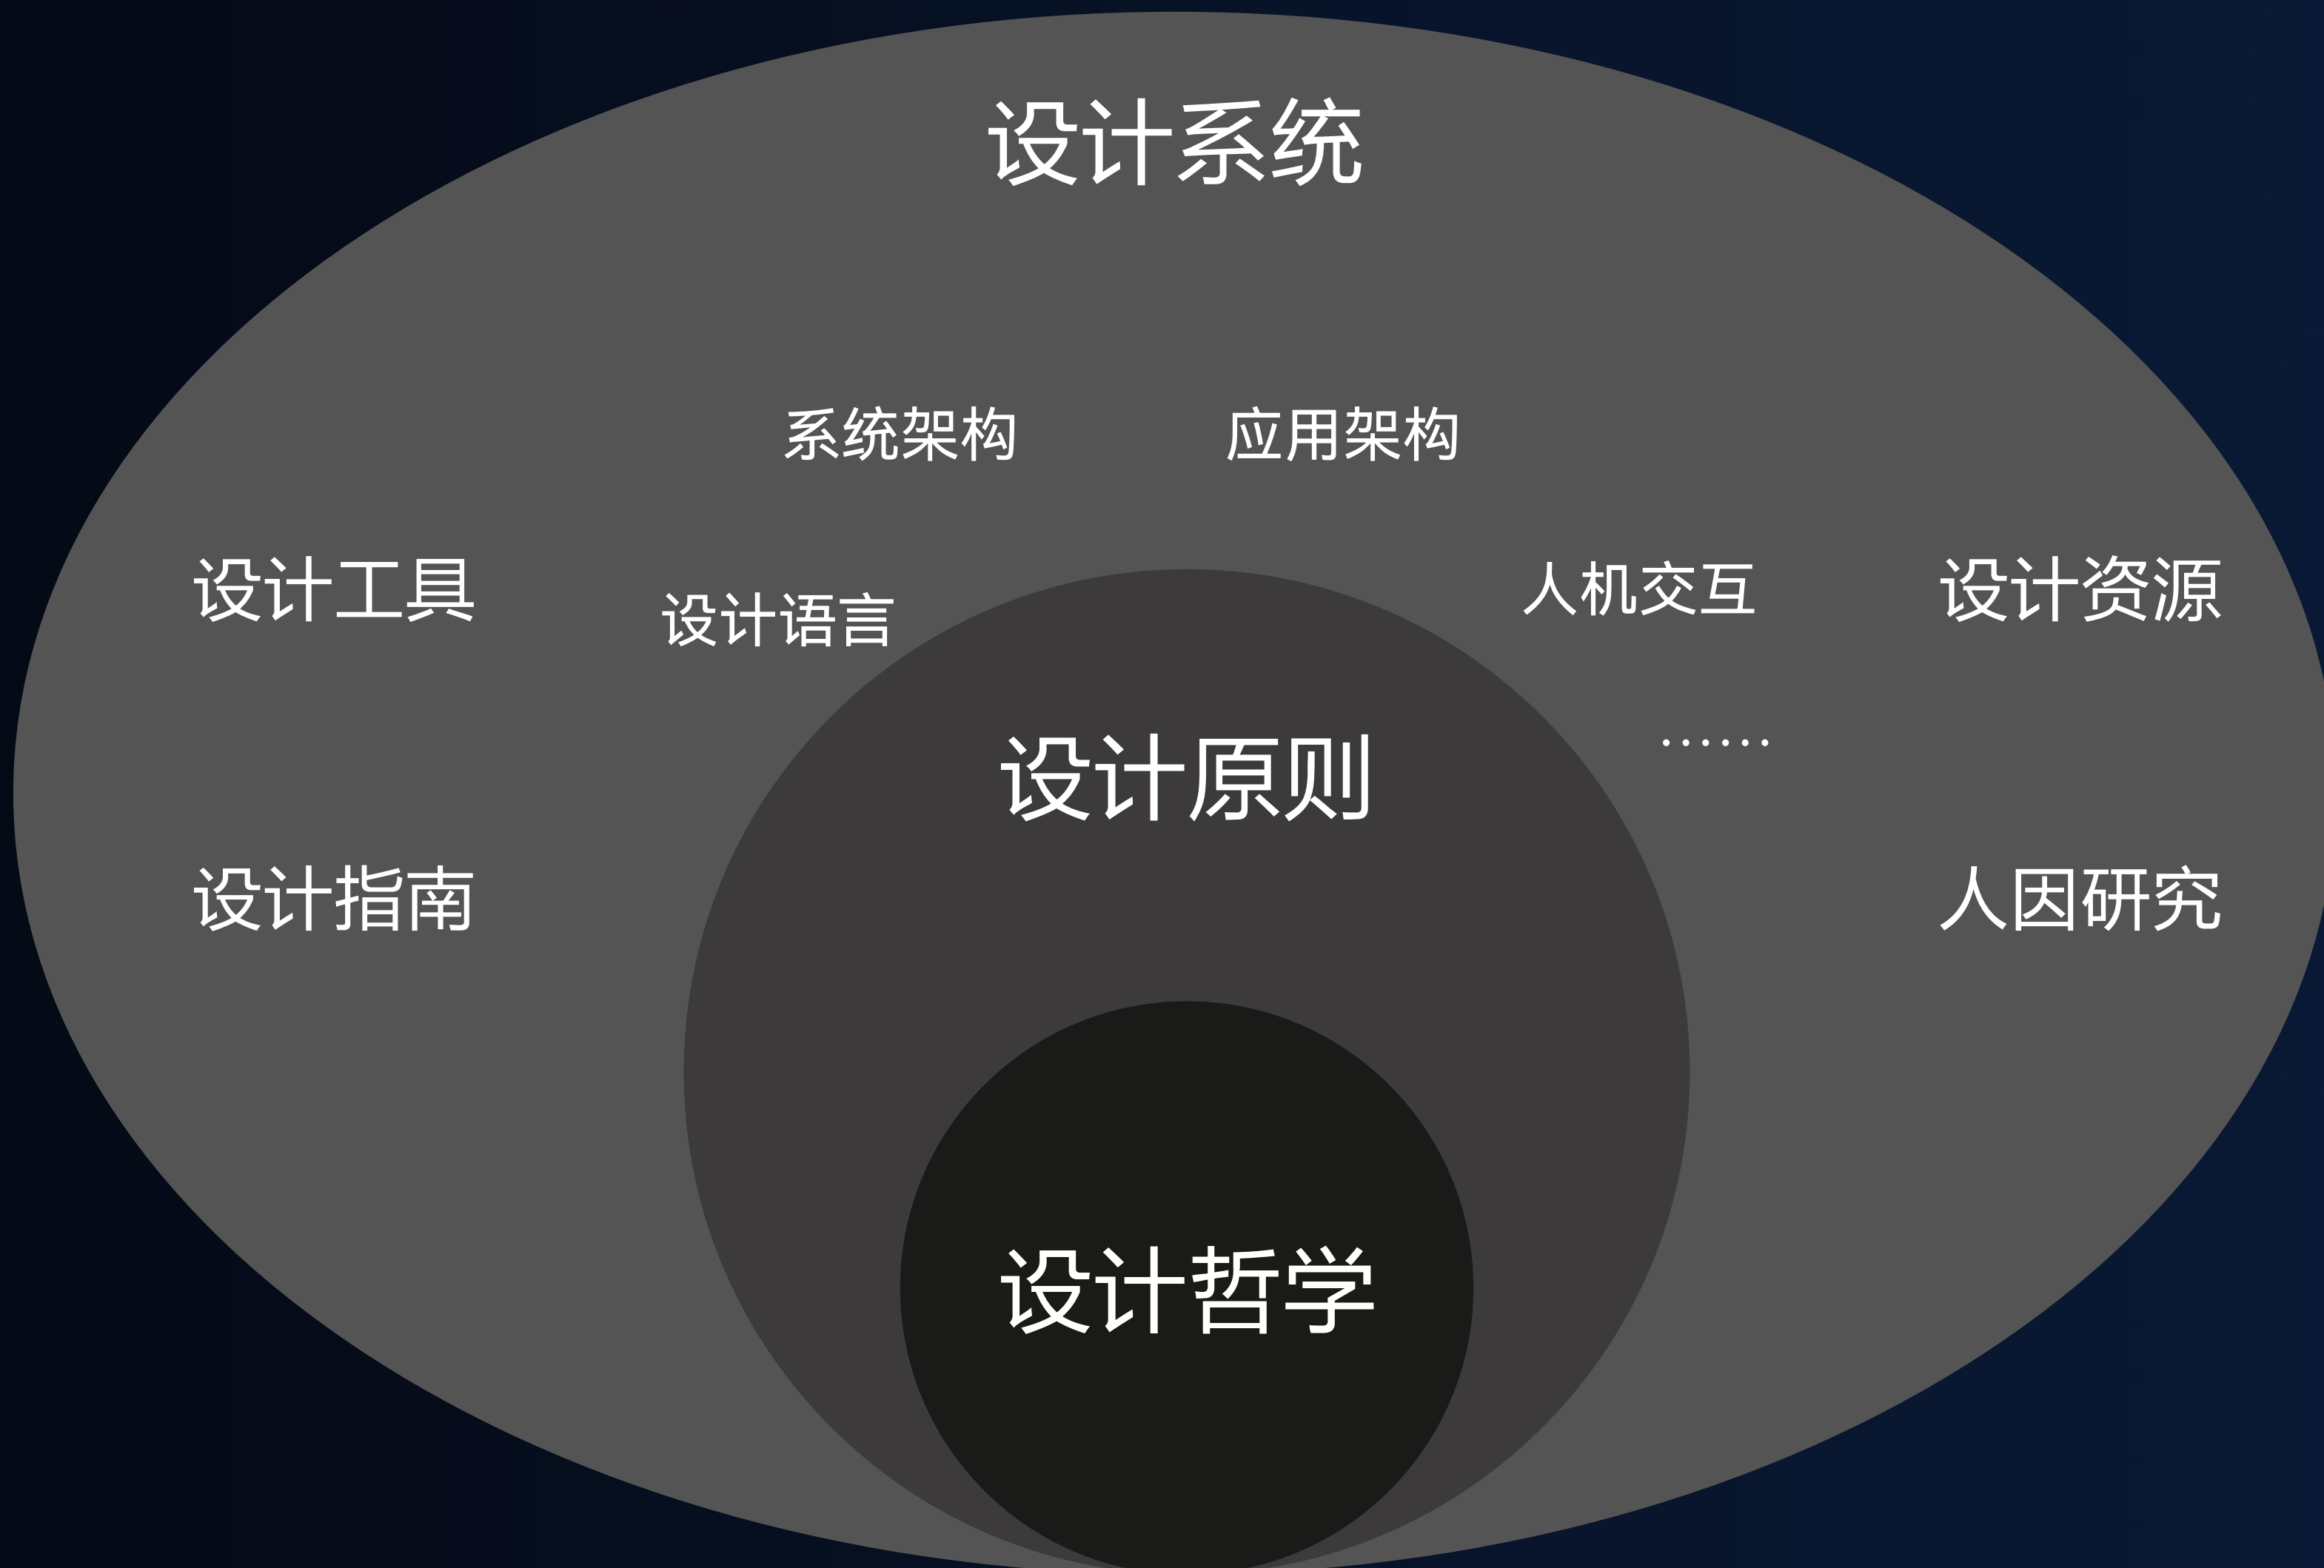 设计系统
系统架构
应用架构
设计工具
设计语言
人机交互
设计资源
······
设计原则
设计指南
人因研究
设计哲学